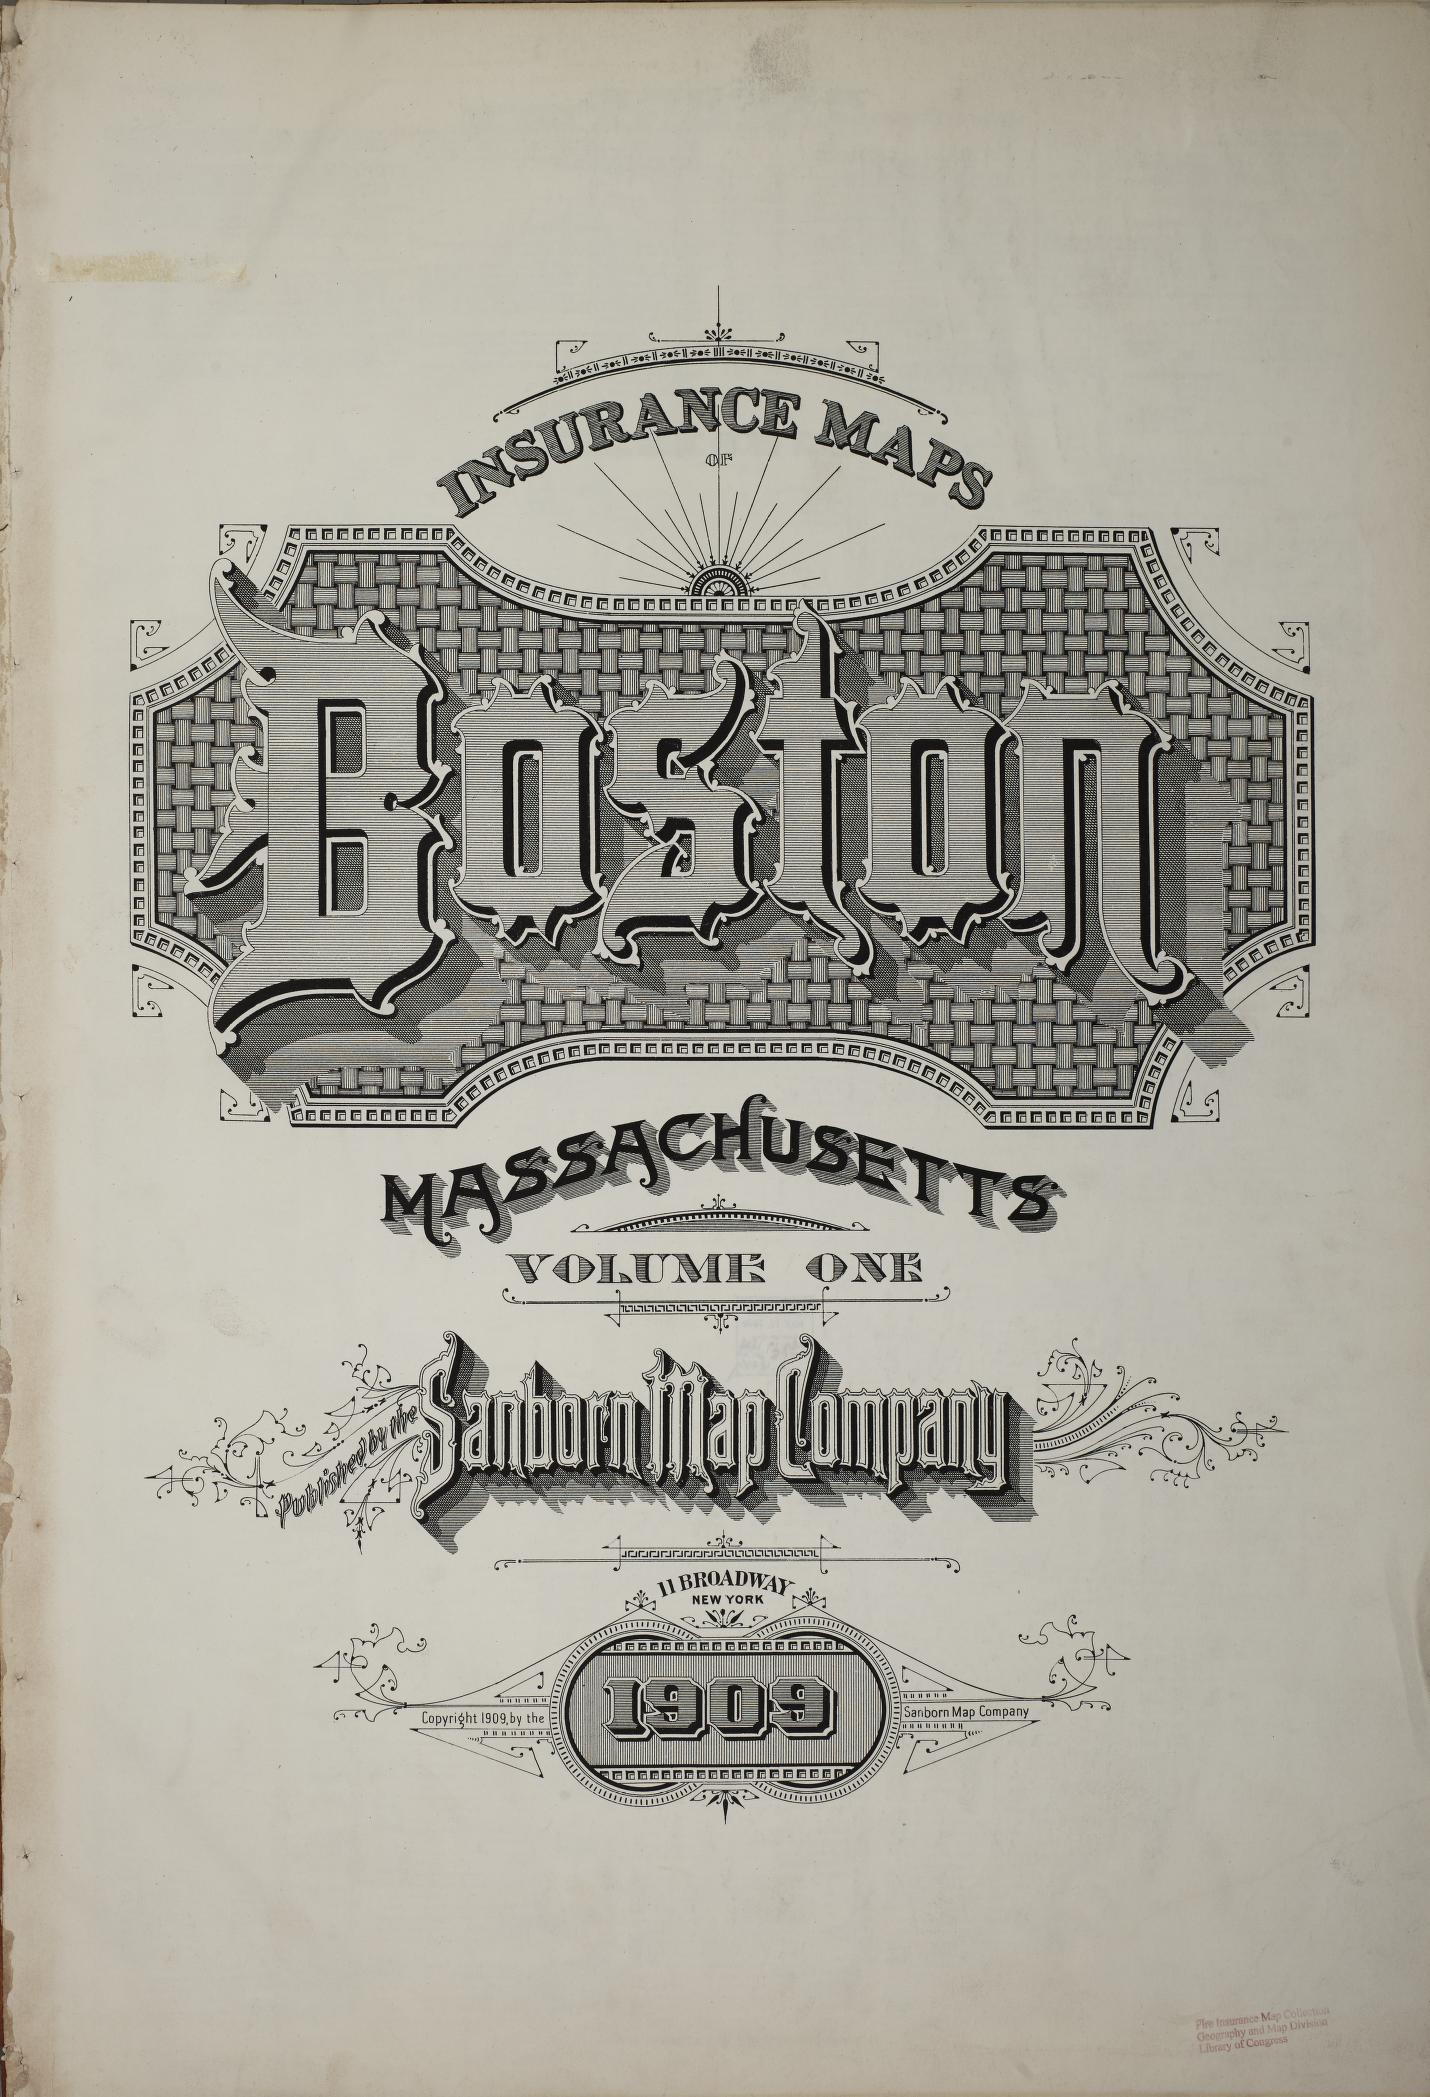 INSURANCE MAPS
OF
Boston
MASSACHUSETTS
VOLUME ONE
Published by the Sanborn Map Company
11 BROADWAY
NEW YORK
1909
Copyright 1909, by the Sanborn Map Company
Fire Insurance Map Collection
Geography and Map Division
Library of Congress